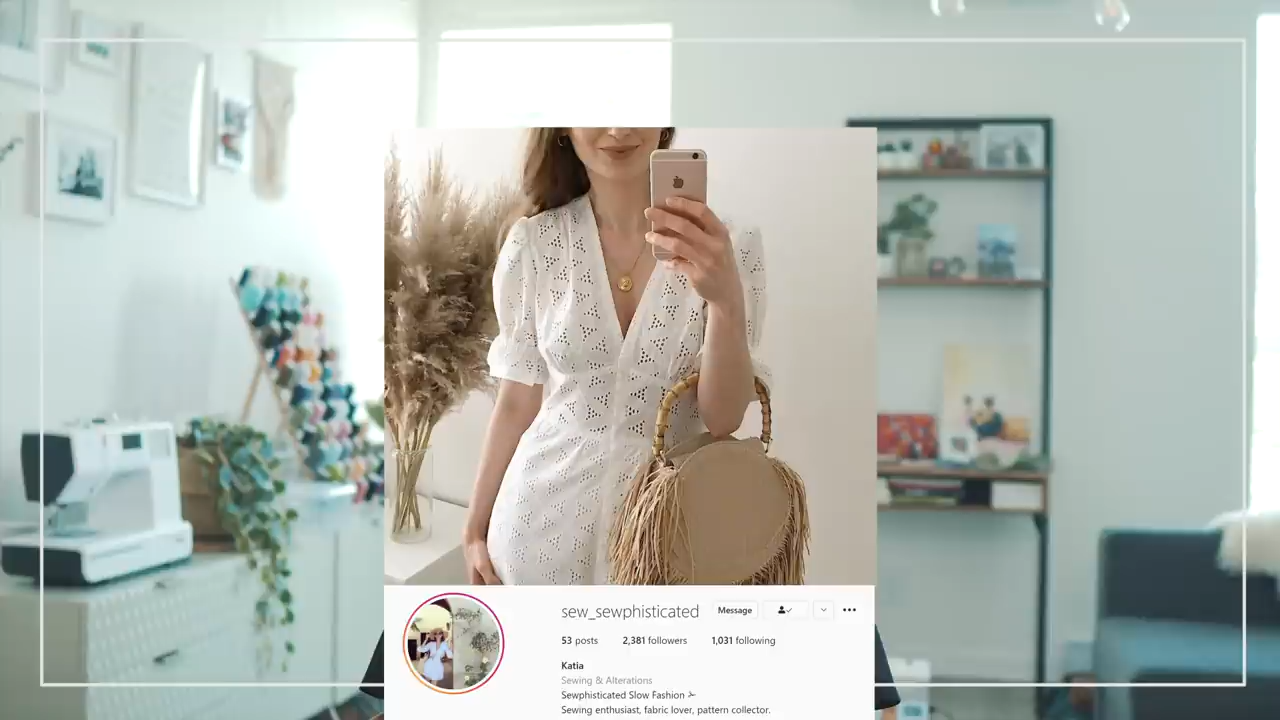 sew_sewphisticated Message
53 posts 2,381 followers 1,031 following
Katia
Sewing & Alterations
Sewphisticated Slow Fashion
Sewing enthusiast, fabric lover, pattern collector.